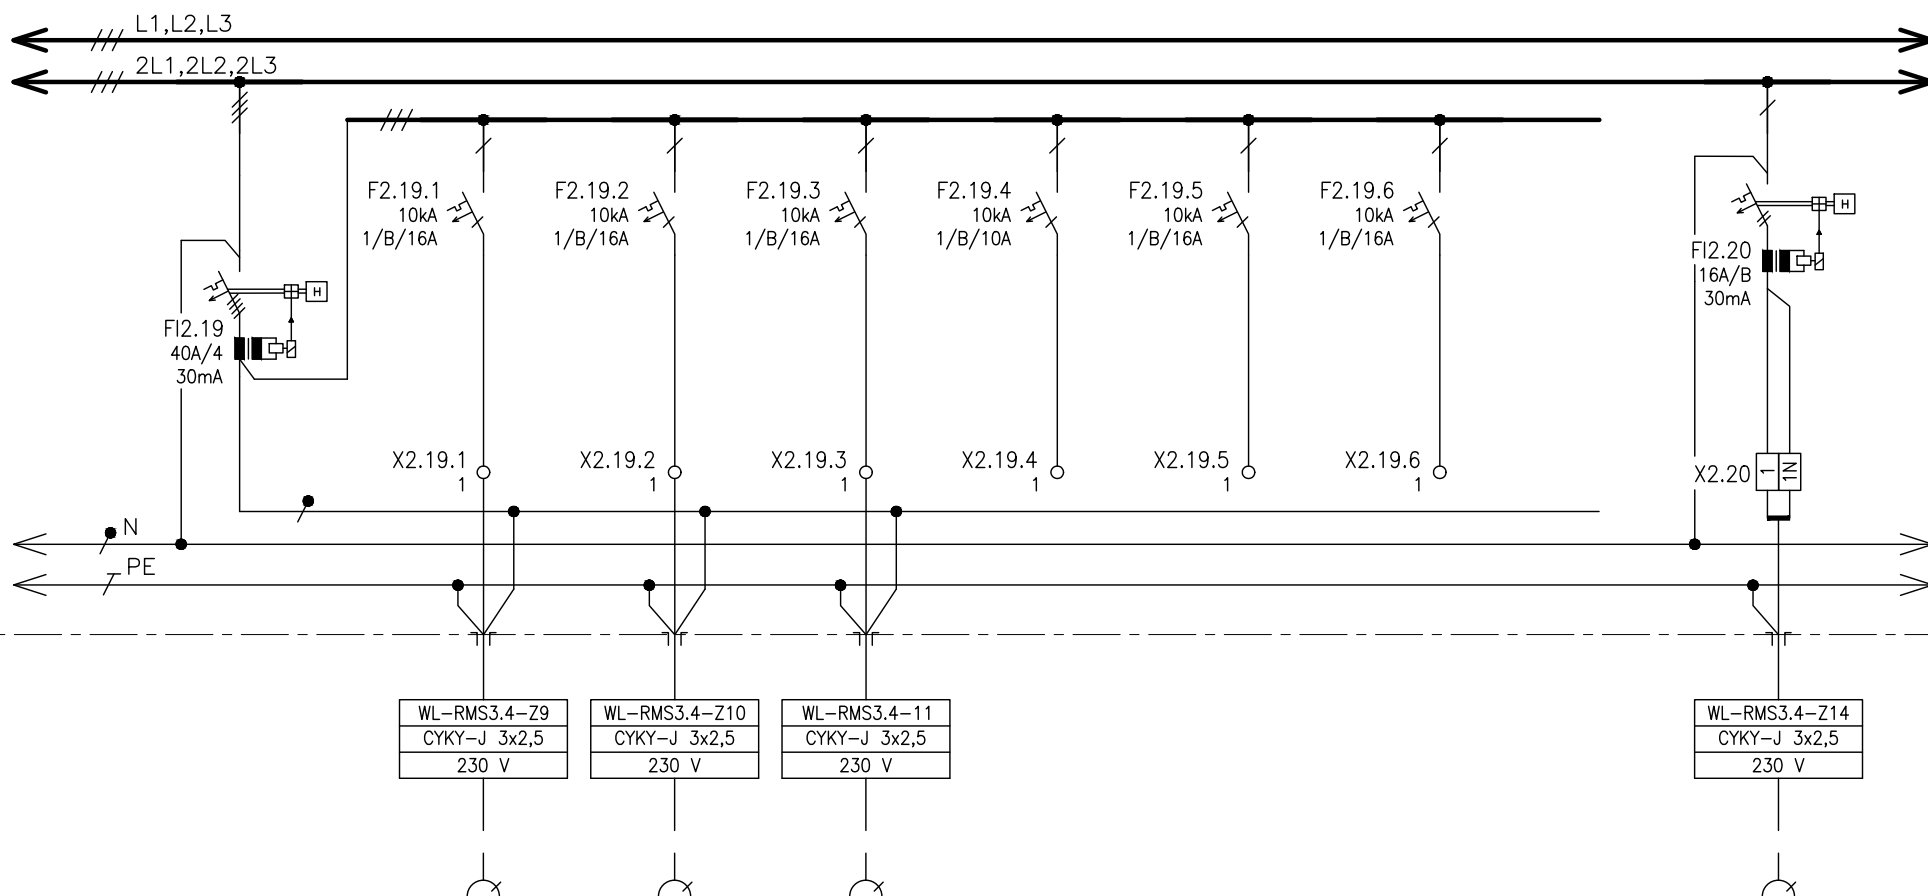 L1,L2,L3
2L1,2L2,2L3
F2.19.1
10kA
1/B/16A
F2.19.2
10kA
1/B/16A
F2.19.3
10kA
1/B/16A
F2.19.4
10kA
1/B/10A
F2.19.5
10kA
1/B/16A
F2.19.6
10kA
1/B/16A
H
FI2.20
16A/B
30mA
H
FI2.19
40A/4
30mA
X2.19.1
1
X2.19.2
1
X2.19.3
1
X2.19.4
1
X2.19.5
1
X2.19.6
1
X2.20
1
1N
N
PE
WL-RMS3.4-Z9
CYKY-J 3x2,5
230 V
WL-RMS3.4-Z10
CYKY-J 3x2,5
230 V
WL-RMS3.4-11
CYKY-J 3x2,5
230 V
WL-RMS3.4-Z14
CYKY-J 3x2,5
230 V